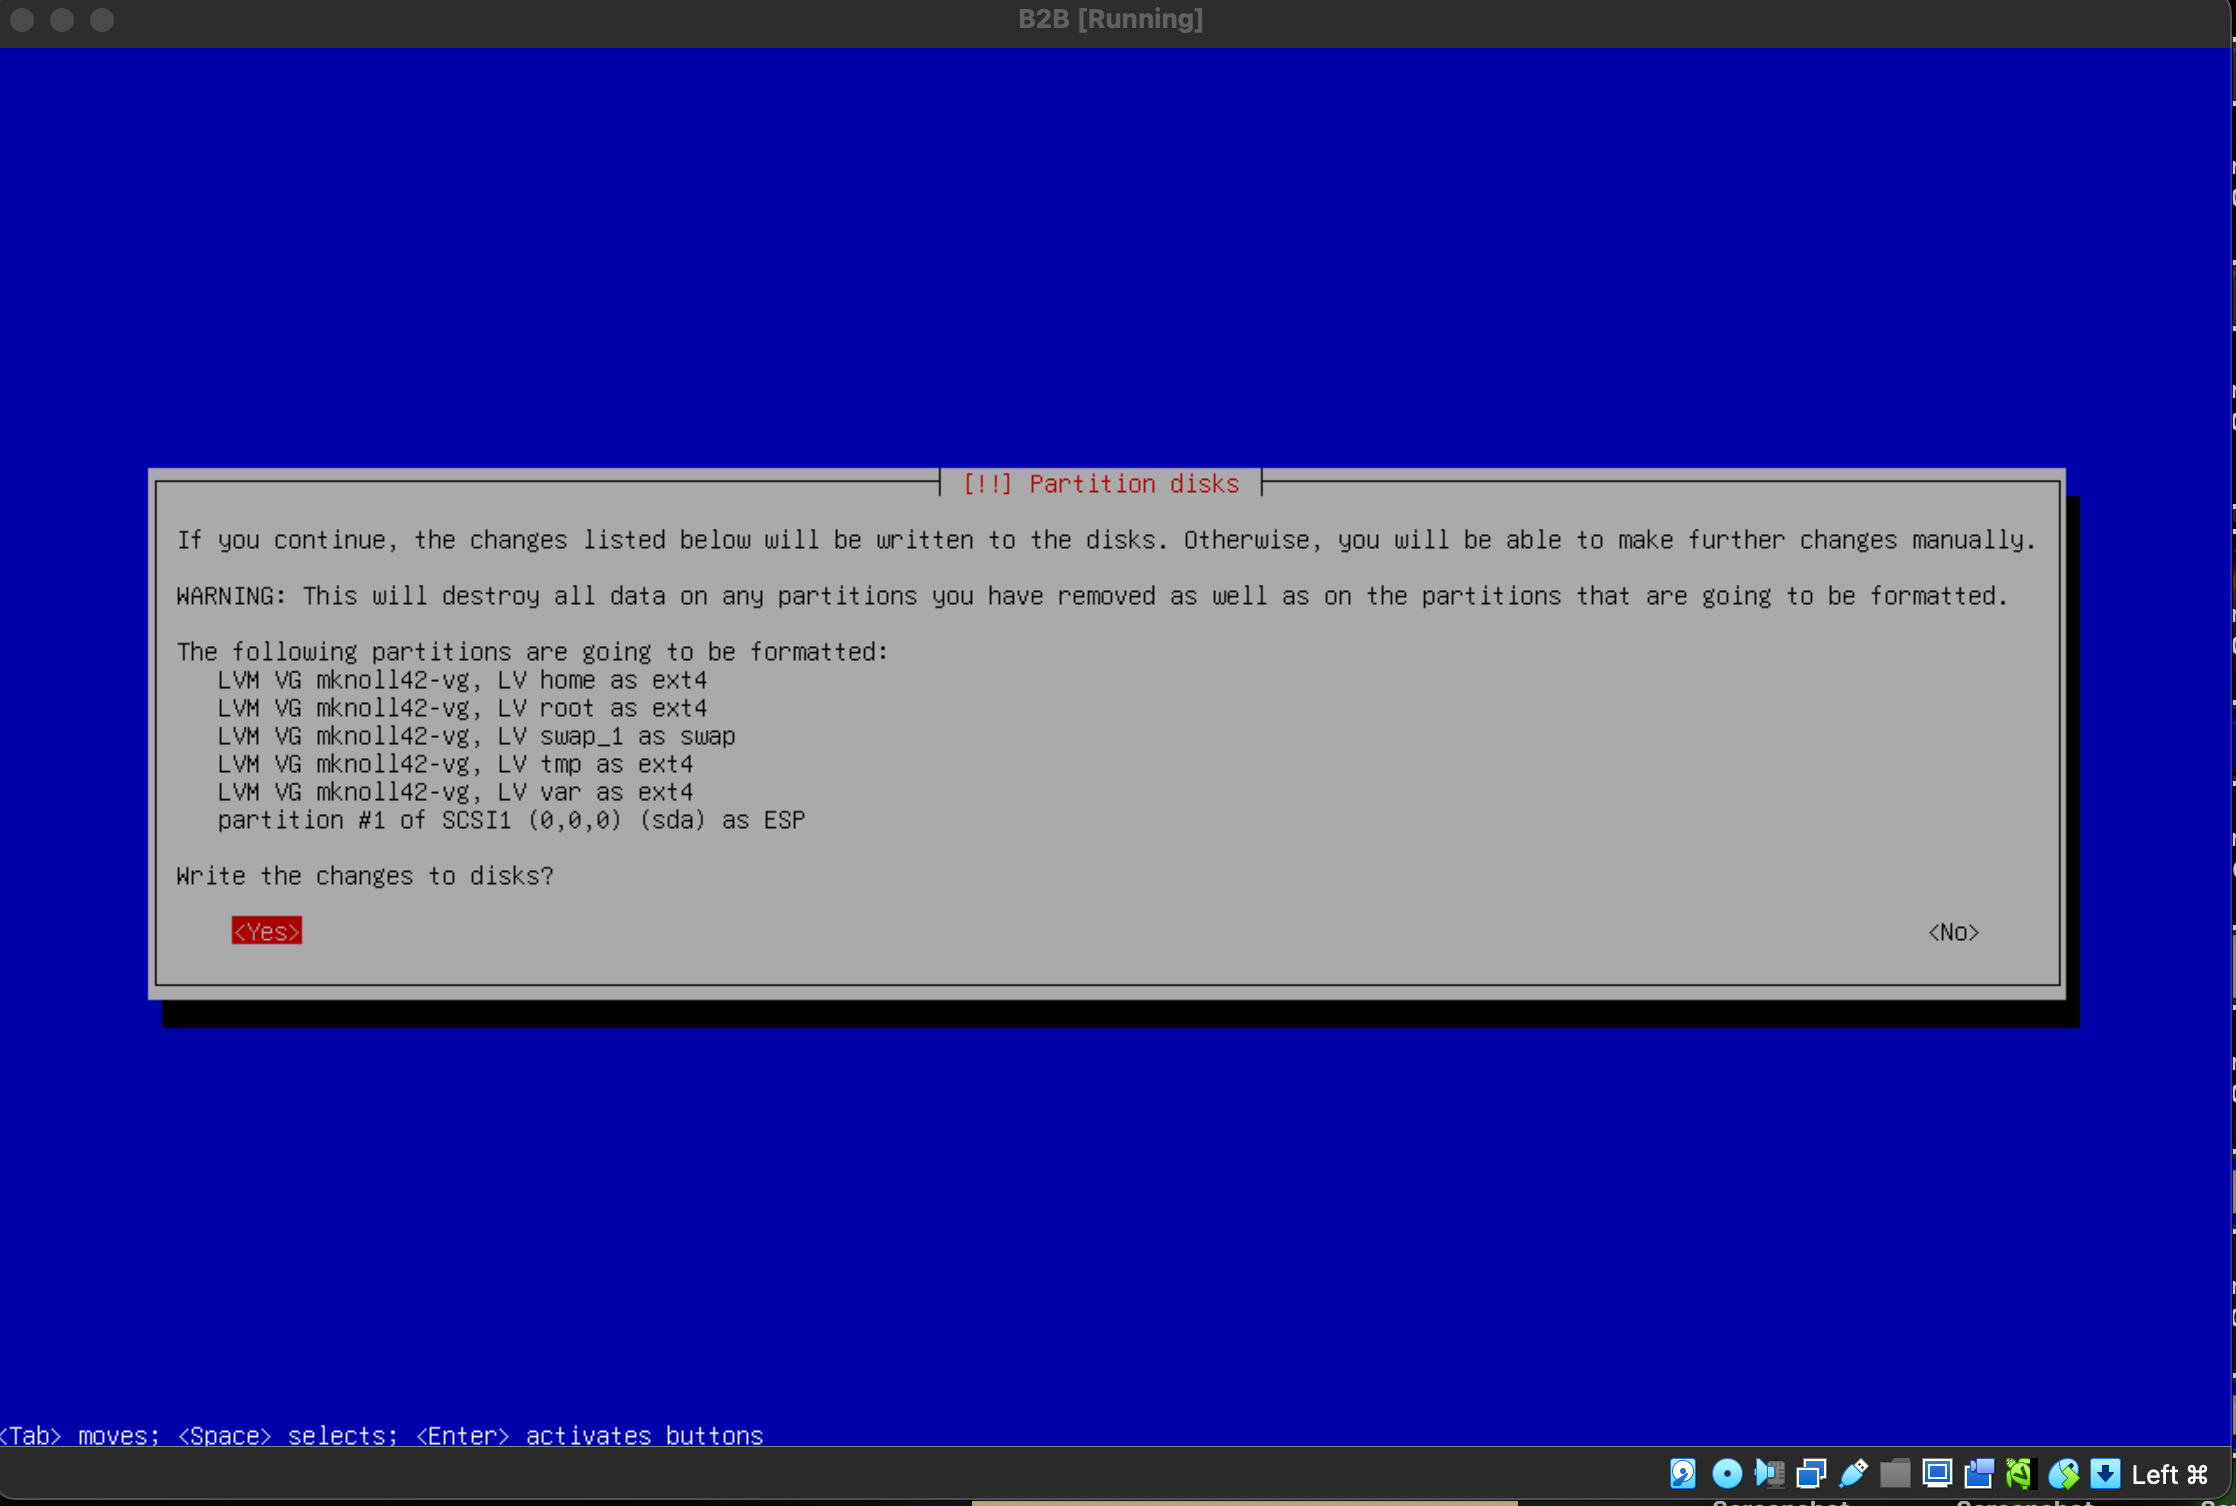 B2B [Running]
[!!] Partition disks
If you continue, the changes listed below will be written to the disks. Otherwise, you will be able to make further changes manually.
WARNING: This will destroy all data on any partitions you have removed as well as on the partitions that are going to be formatted.
The following partitions are going to be formatted:
LVM VG mknoll42-vg, LV home as ext4
LVM VG mknoll42-vg, LV root as ext4
LVM VG mknoll42-vg, LV swap_1 as swap
LVM VG mknoll42-vg, LV tmp as ext4
LVM VG mknoll42-vg, LV var as ext4
partition #1 of SCSI1 (0,0,0) (sda) as ESP
Write the changes to disks?
<Yes> <No>
<Tab> moves; <Space> selects; <Enter> activates buttons
Left ⌘
Screenshot Screenshot